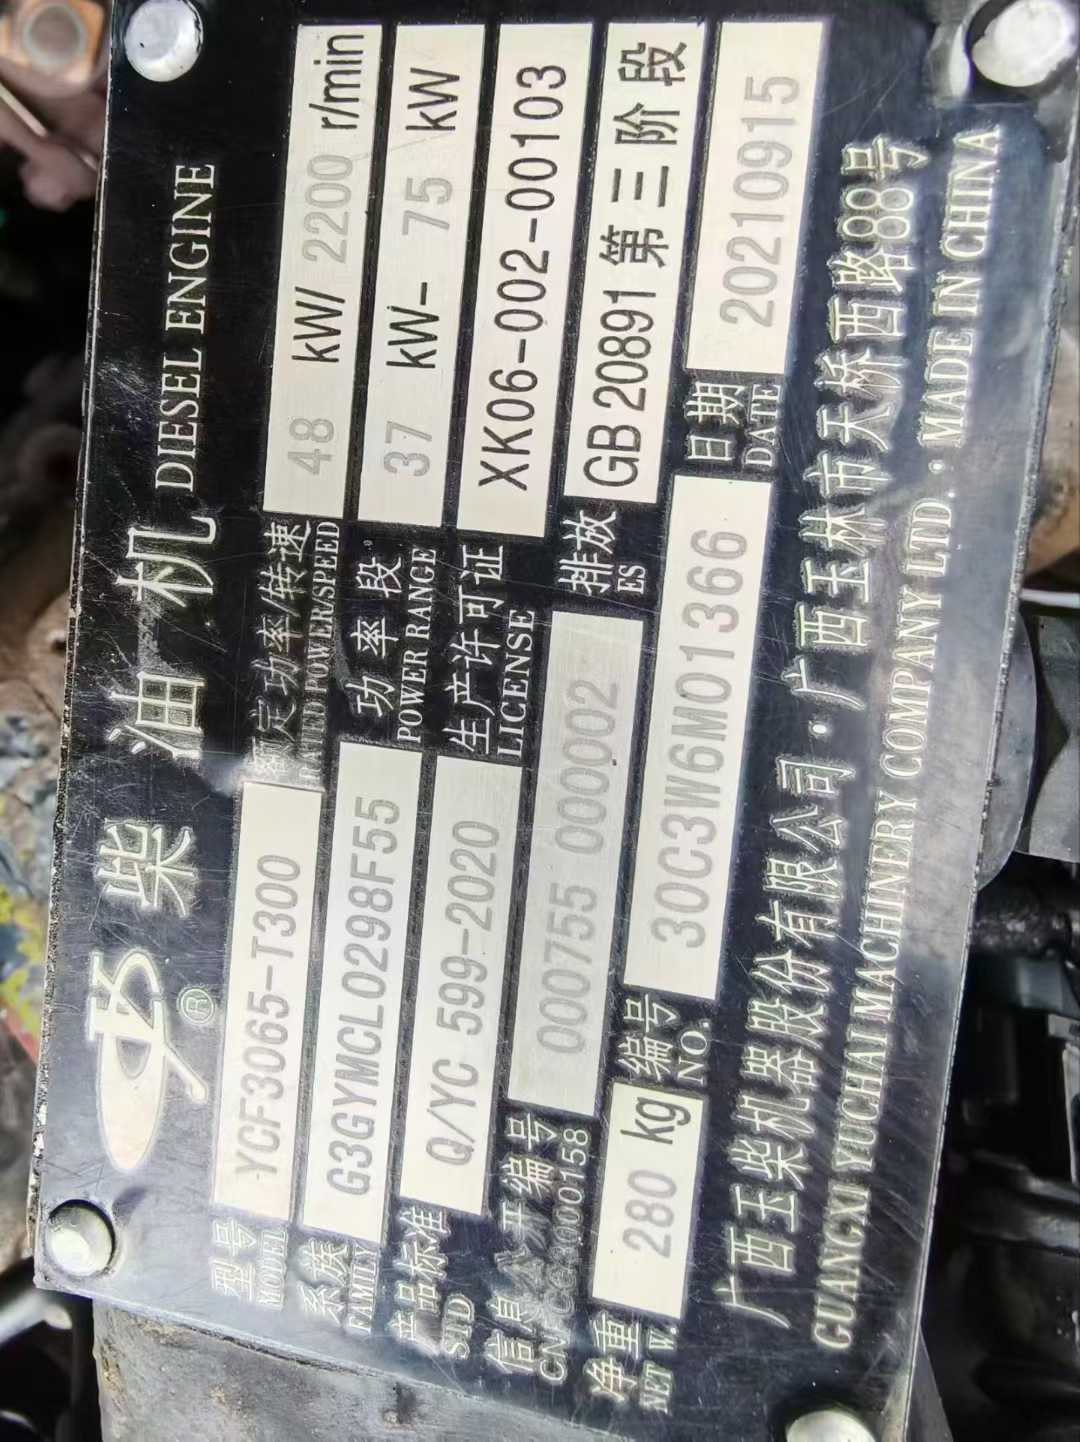 柴油机 DIESEL ENGINE
®
型号 MODEL YCF3065-T300 额定功率/转速 RATED POWER/SPEED 48 kW/ 2200 r/min
系族 FAMILY G3GYMCL0298F55 功率段 POWER RANGE 37 kW- 75 kW
产品标准 STD Q/YC 599-2020 生产许可证 LICENSE XK06-002-00103
信息公开编号 000755 000002 排放 ES GB 20891 第三阶段
净重 NET W. 280 kg 编号 NO. 30C3W6M01366 日期 DATE 20210915
广西玉柴机器股份有限公司·广西玉林市天桥西路88号
GUANGXI YUCHAI MACHINERY COMPANY LTD. · MADE IN CHINA